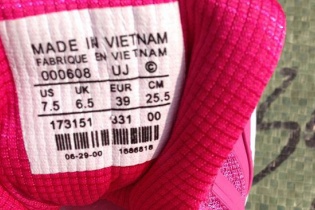 MADE IN VIETNAM
FABRIQUE EN VIETNAM
000608 UJ ©
US UK EUR CM
7.5 6.5 39 25.5
173151 331 00
06-29-00 1886818